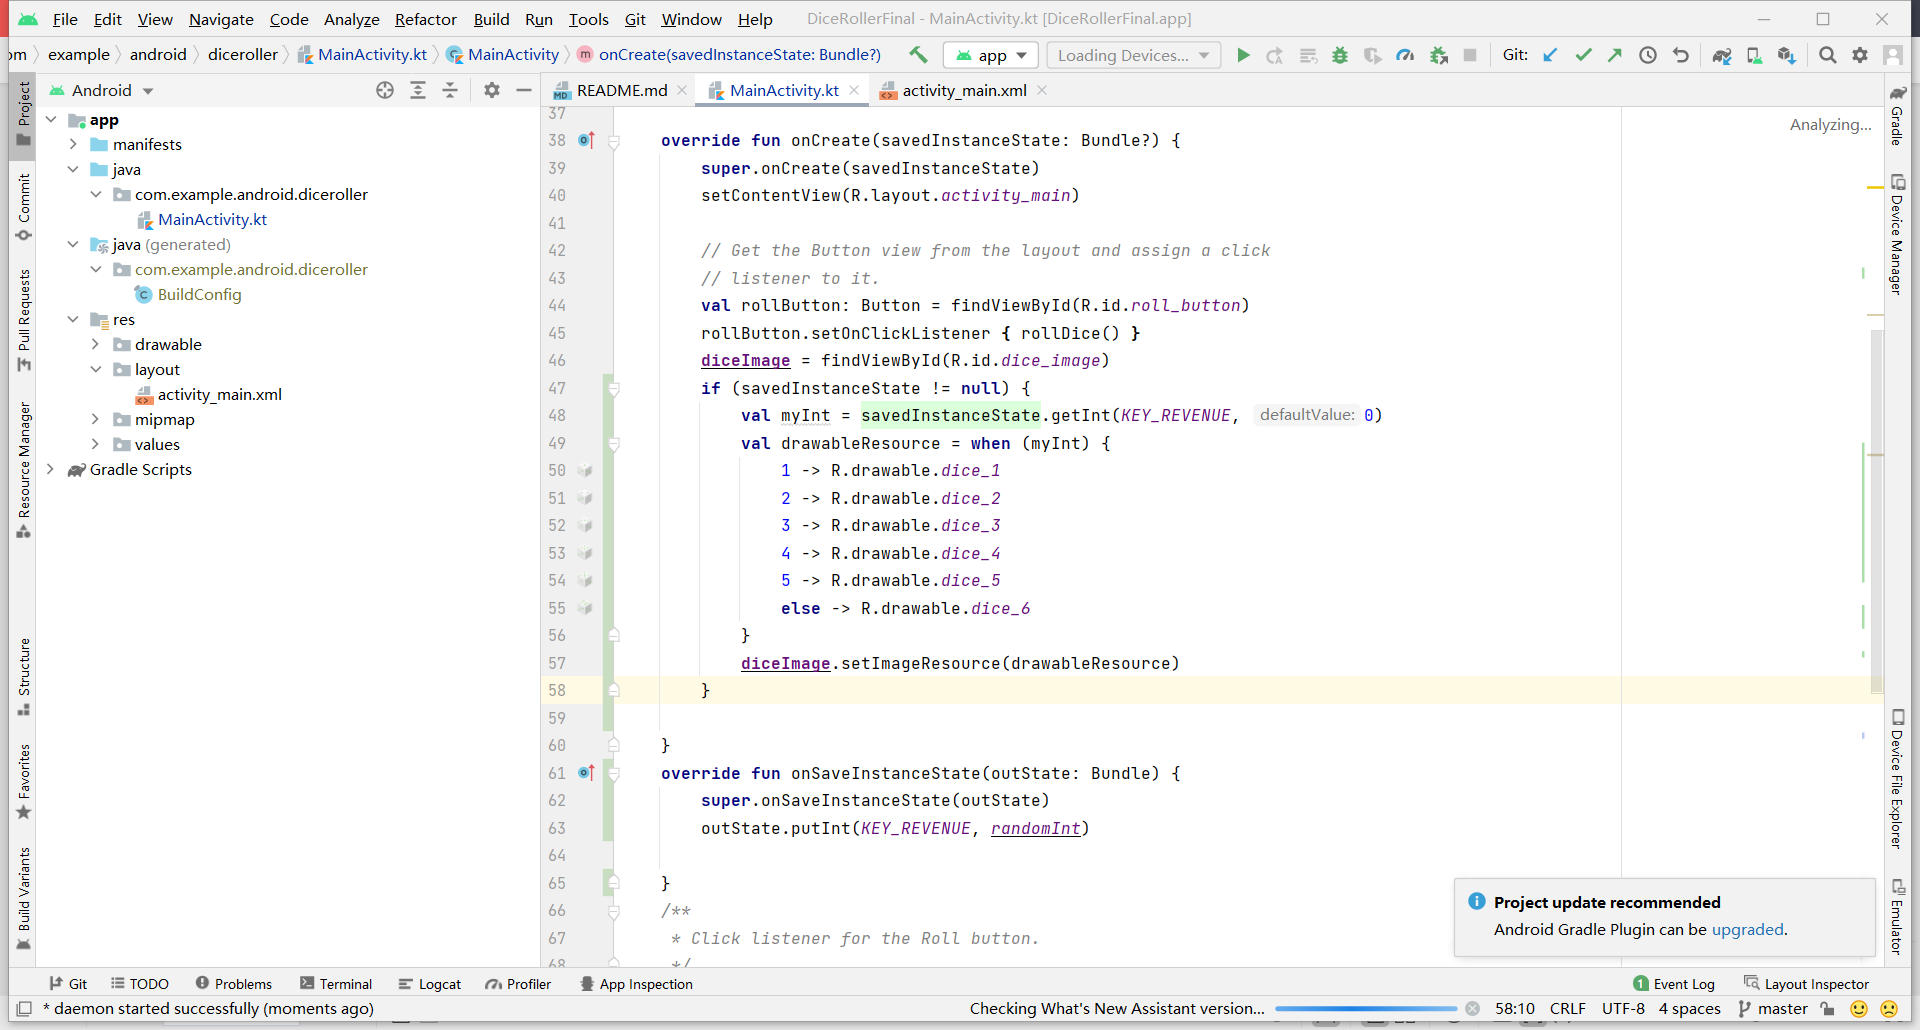 File Edit View Navigate Code Analyze Refactor Build Run Tools Git Window Help DiceRollerFinal - MainActivity.kt [DiceRollerFinal.app]
om example android diceroller MainActivity.kt MainActivity onCreate(savedInstanceState: Bundle?) app Loading Devices... Git:
Android
README.md MainActivity.kt activity_main.xml
Project
Commit
Pull Requests
Resource Manager
Structure
Favorites
Build Variants
app
manifests
java
com.example.android.diceroller
MainActivity.kt
java (generated)
com.example.android.diceroller
BuildConfig
res
drawable
layout
activity_main.xml
mipmap
values
Gradle Scripts
Analyzing...
37
38 override fun onCreate(savedInstanceState: Bundle?) {
39 super.onCreate(savedInstanceState)
40 setContentView(R.layout.activity_main)
41
42 // Get the Button view from the layout and assign a click
43 // listener to it.
44 val rollButton: Button = findViewById(R.id.roll_button)
45 rollButton.setOnClickListener { rollDice() }
46 diceImage = findViewById(R.id.dice_image)
47 if (savedInstanceState != null) {
48 val myInt = savedInstanceState.getInt(KEY_REVENUE, defaultValue: 0)
49 val drawableResource = when (myInt) {
50 1 -> R.drawable.dice_1
51 2 -> R.drawable.dice_2
52 3 -> R.drawable.dice_3
53 4 -> R.drawable.dice_4
54 5 -> R.drawable.dice_5
55 else -> R.drawable.dice_6
56 }
57 diceImage.setImageResource(drawableResource)
58 }
59
60 }
61 override fun onSaveInstanceState(outState: Bundle) {
62 super.onSaveInstanceState(outState)
63 outState.putInt(KEY_REVENUE, randomInt)
64
65 }
66 /**
67 * Click listener for the Roll button.
68 */
Gradle
Device Manager
Device File Explorer
Emulator
Project update recommended
Android Gradle Plugin can be upgraded.
Git TODO Problems Terminal Logcat Profiler App Inspection 1 Event Log Layout Inspector
* daemon started successfully (moments ago) Checking What's New Assistant version... 58:10 CRLF UTF-8 4 spaces master